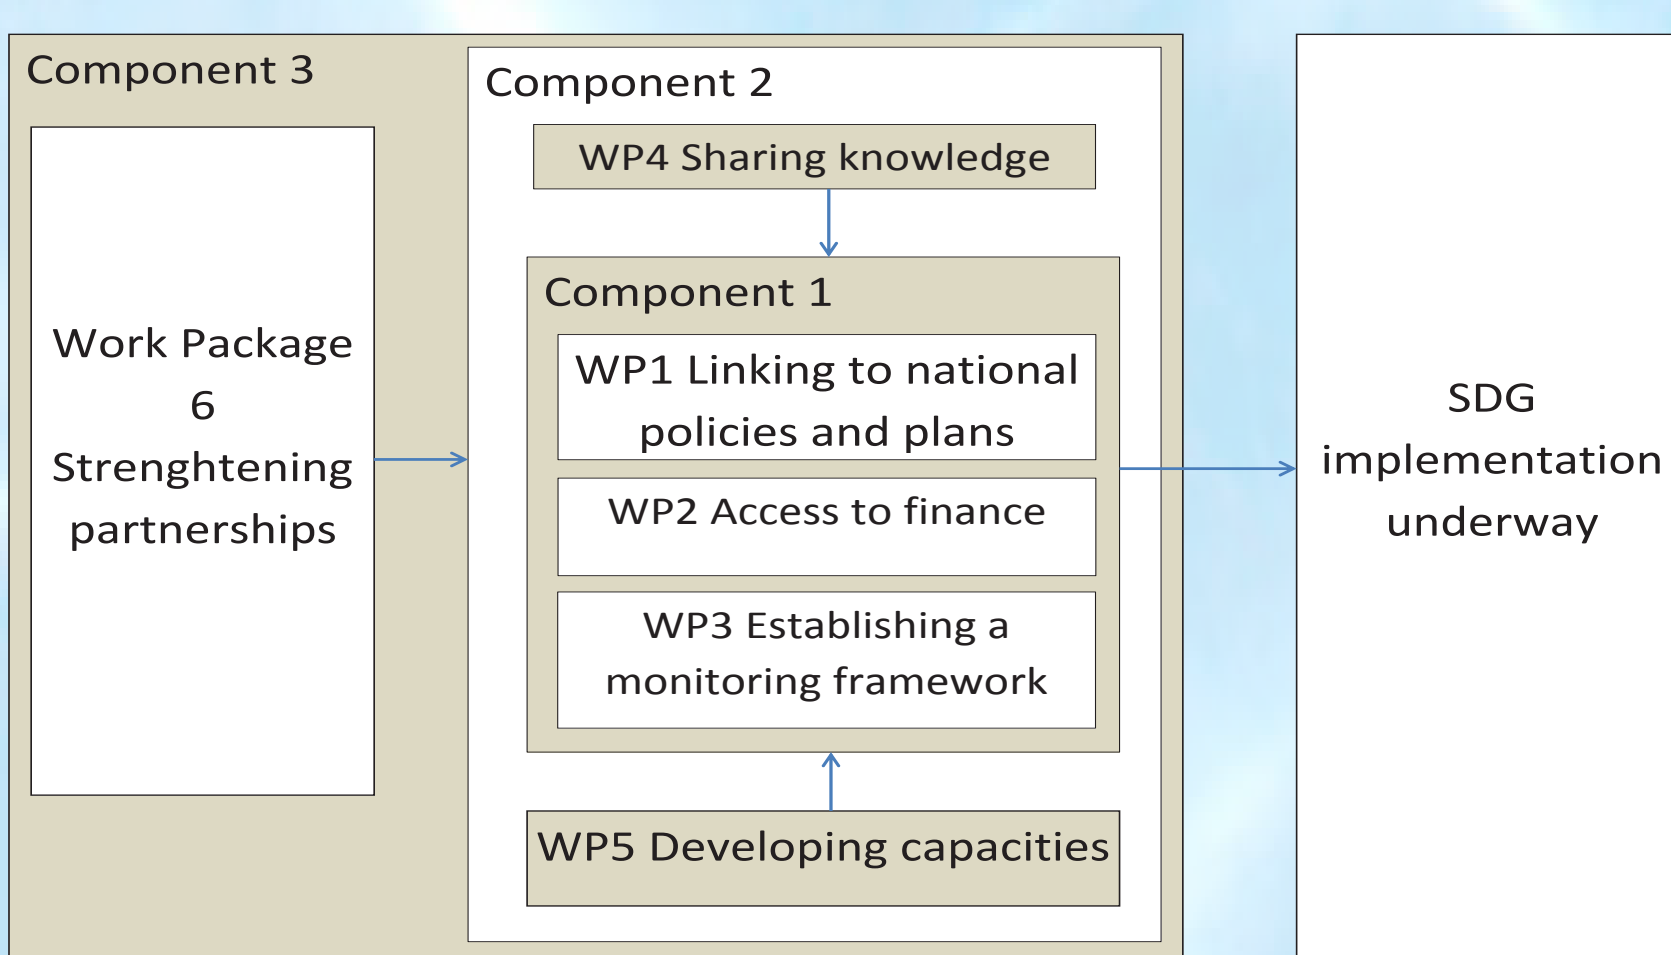 Component 3
Work Package
6
Strenghtening
partnerships
Component 2
WP4 Sharing knowledge
Component 1
WP1 Linking to national
policies and plans
WP2 Access to finance
WP3 Establishing a
monitoring framework
WP5 Developing capacities
SDG
implementation
underway